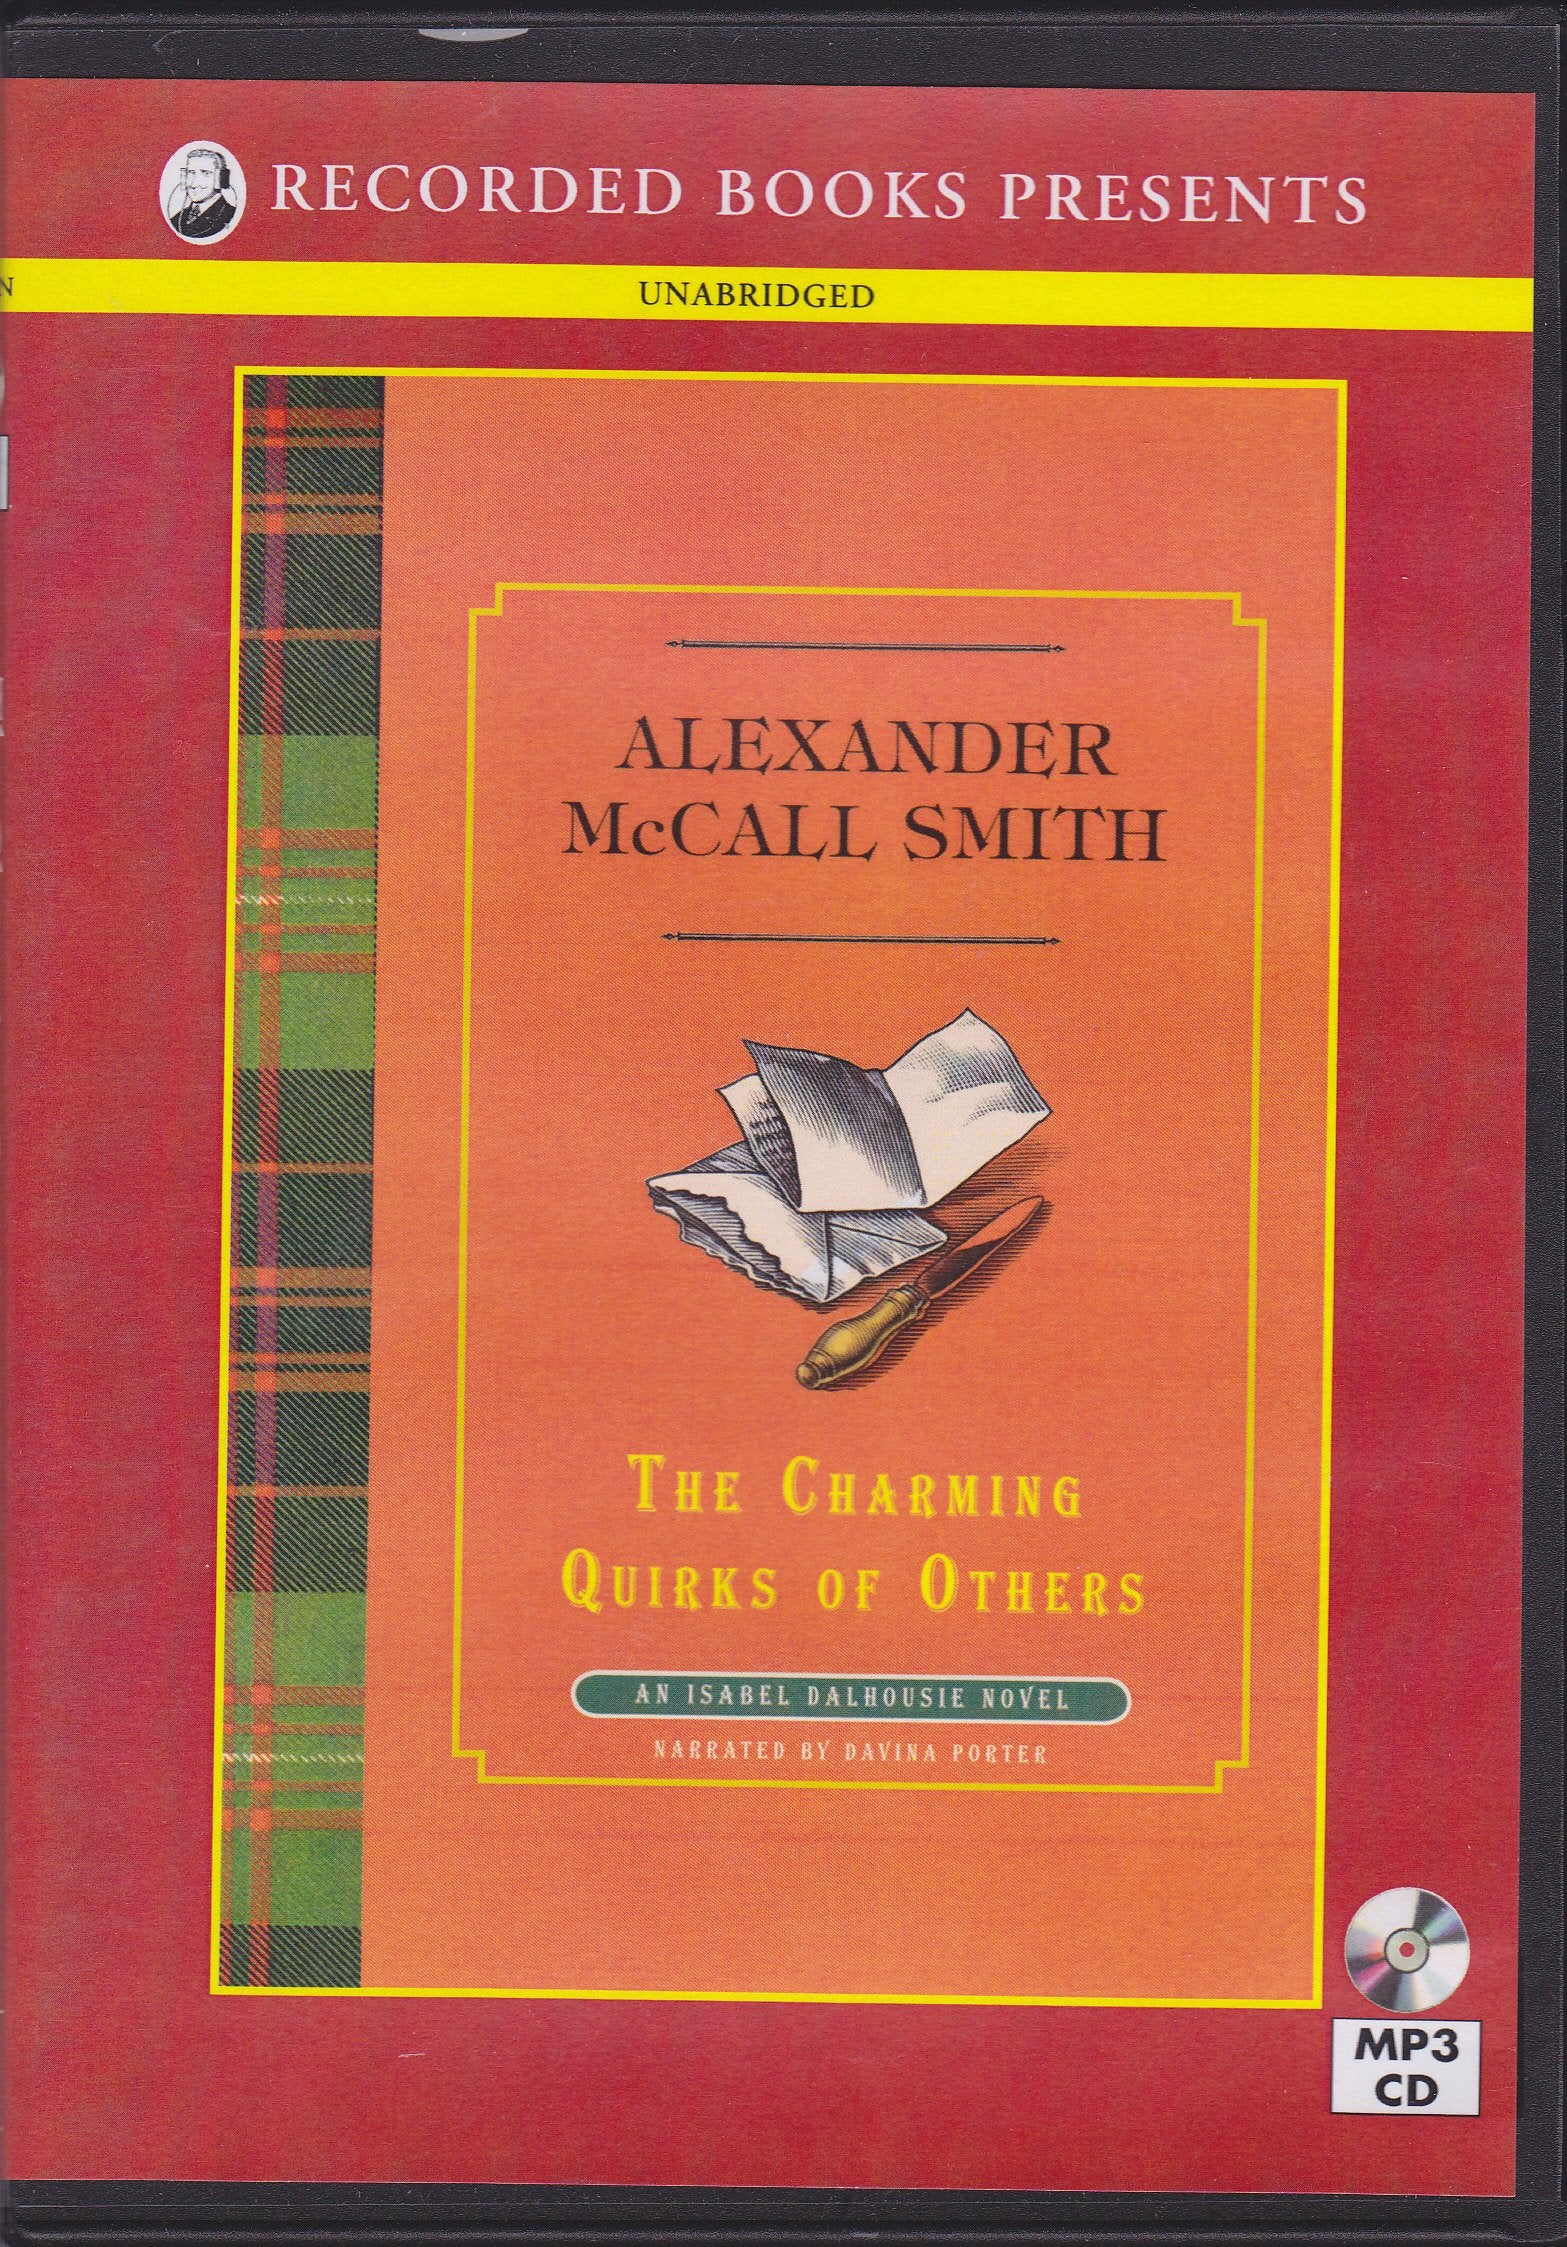 RECORDED BOOKS PRESENTS
N
UNABRIDGED
ALEXANDER
McCALL SMITH
THE CHARMING
QUIRKS OF OTHERS
AN ISABEL DALHOUSIE NOVEL
NARRATED BY DAVINA PORTER
MP3
CD